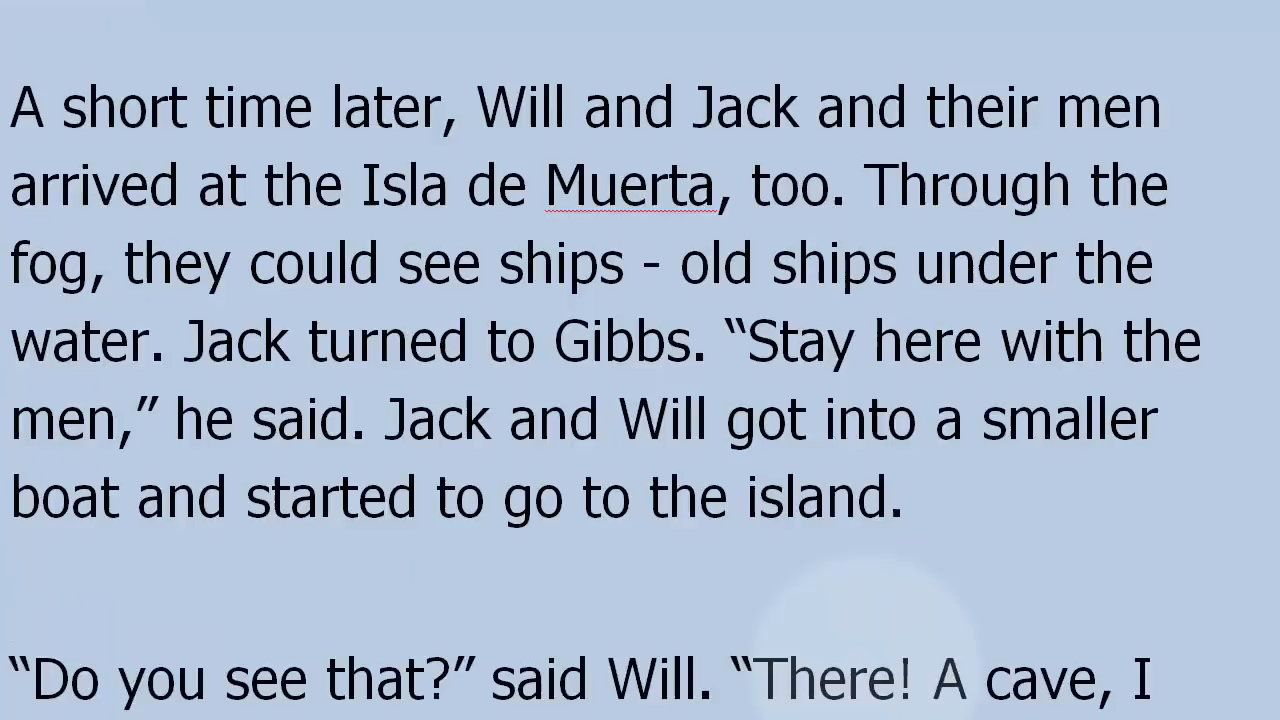 A short time later, Will and Jack and their men
arrived at the Isla de Muerta, too. Through the
fog, they could see ships - old ships under the
water. Jack turned to Gibbs. “Stay here with the
men,” he said. Jack and Will got into a smaller
boat and started to go to the island.
“Do you see that?” said Will. “There! A cave, I